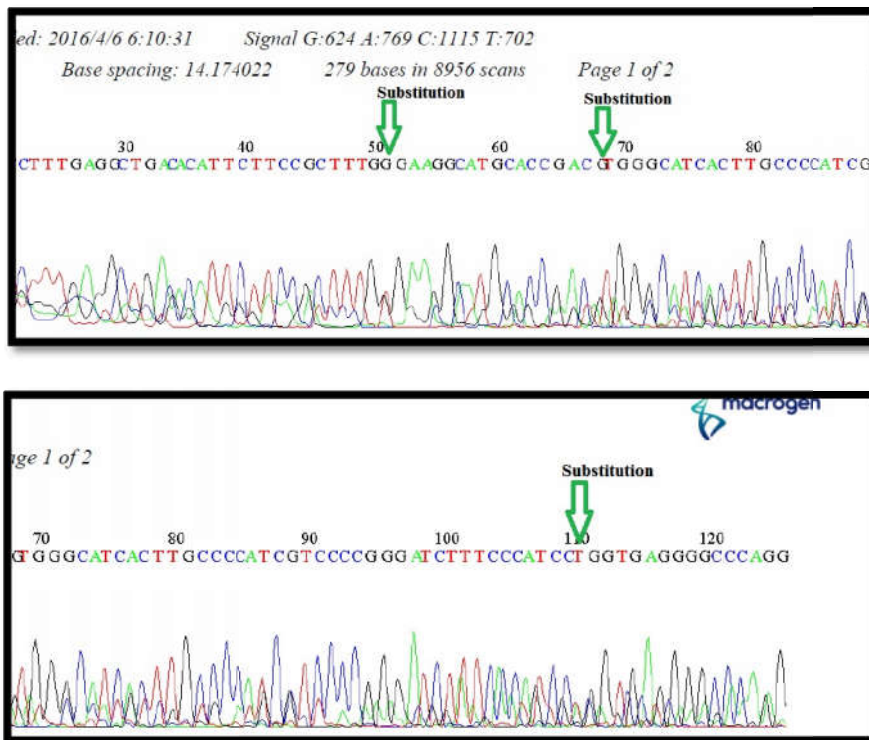 ed: 2016/4/6 6:10:31 Signal G:624 A:769 C:1115 T:702
Base spacing: 14.174022 279 bases in 8956 scans Page 1 of 2
Substitution Substitution
30 40 50 60 70 80
CTTTGAGGCTGACACATTCTTCCGCTTTGGGAAGGCATGCACCGACGTGGGCATCACTTGCCCCATCG
macrogen
age 1 of 2
Substitution
70 80 90 100 110 120
GTGGGCATCACTTGCCCCATCGTCCCCGGGATCTTTCCCATCCTGGTGAGGGGCCCAGG